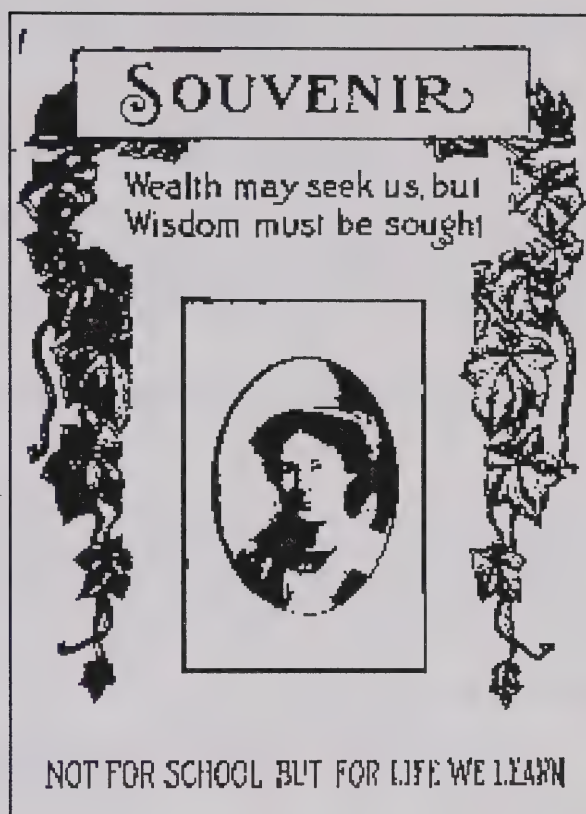 SOUVENIR
Wealth may seek us, but
Wisdom must be sought
NOT FOR SCHOOL BUT FOR LIFE WE LEARN